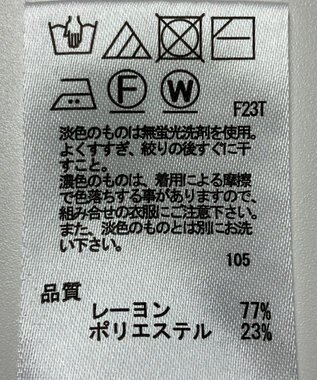 F
W
F23T
淡色のものは無蛍光洗剤を使用。
よくすすぎ、絞りの後すぐに干
すこと。
濃色のものは、着用による摩擦
で色落ちする事がありますので、
組み合せの衣服にご注意下さい。
また、淡色のものとは別にお洗
い下さい。
105
品質
レーヨン 77%
ポリエステル 23%